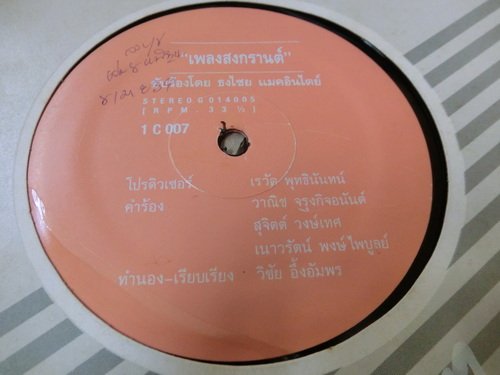 "เพลงสงกรานต์"
ขับร้องโดย ธงไชย แมคอินไตย์
STEREO G 014005
[RPM. 33 ⅓]
1 C 007
โปรดิวเซอร์ เรวัต พุทธินันทน์
คำร้อง วาณิช จรุงกิจอนันต์
สุจิตต์ วงษ์เทศ
เนาวรัตน์ พงษ์ไพบูลย์
ทำนอง-เรียบเรียง วิชัย อึ้งอัมพร